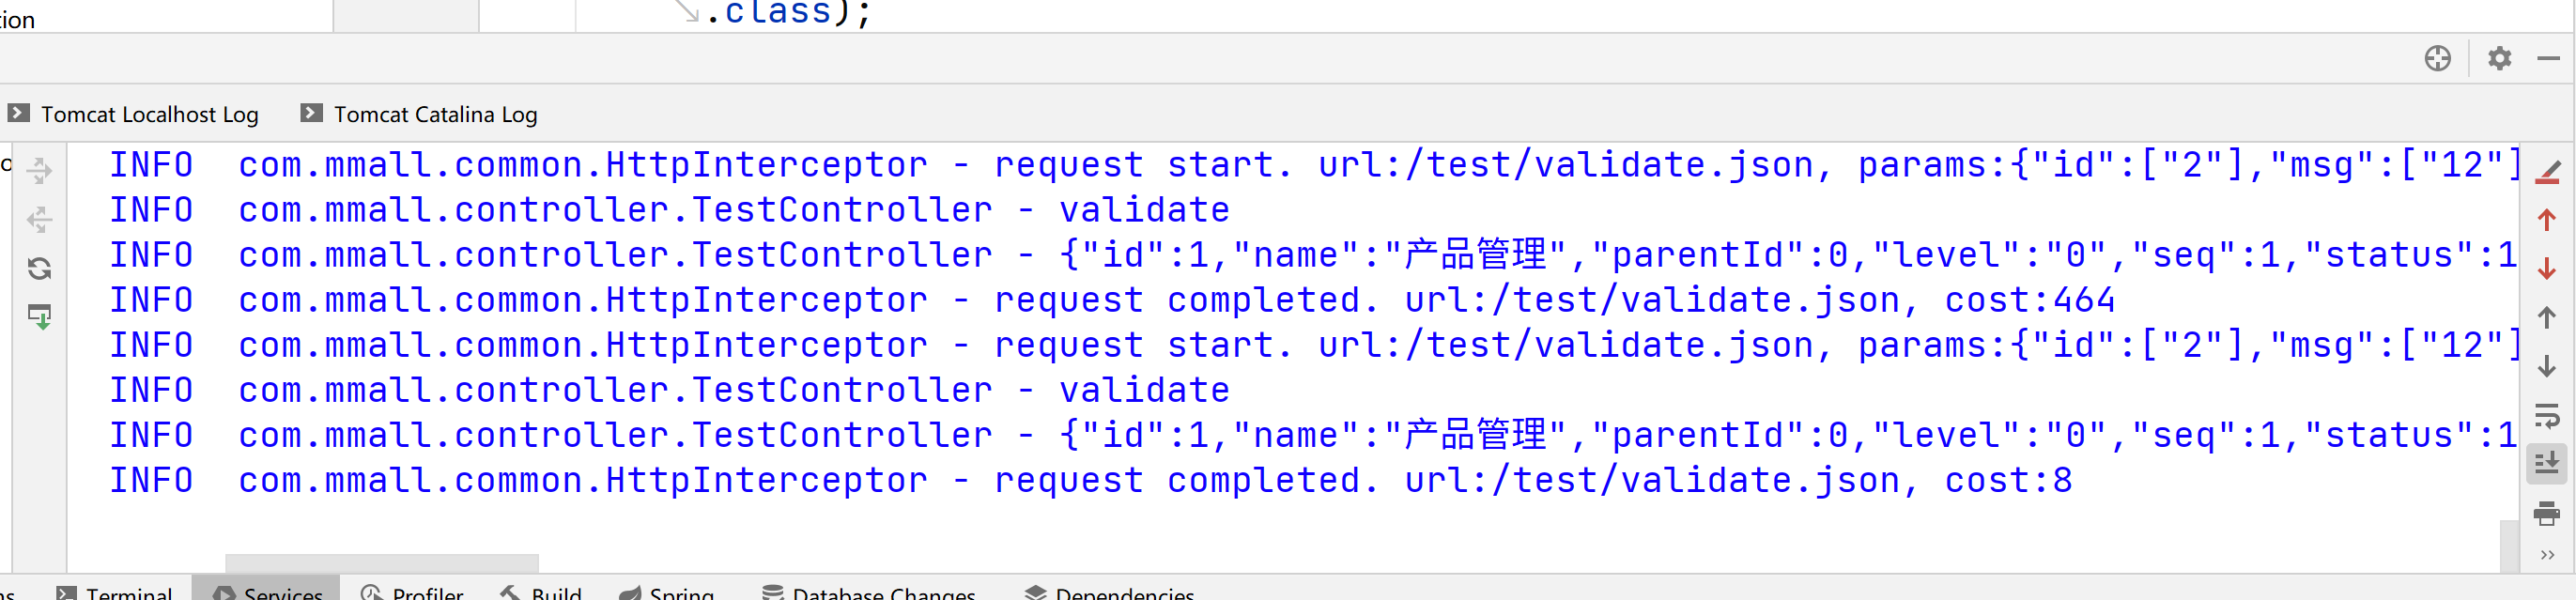 tion
.class);
Tomcat Localhost Log Tomcat Catalina Log
INFO  com.mmall.common.HttpInterceptor - request start. url:/test/validate.json, params:{"id":["2"],"msg":["12"]
INFO  com.mmall.controller.TestController - validate
INFO  com.mmall.controller.TestController - {"id":1,"name":"产品管理","parentId":0,"level":"0","seq":1,"status":1
INFO  com.mmall.common.HttpInterceptor - request completed. url:/test/validate.json, cost:464
INFO  com.mmall.common.HttpInterceptor - request start. url:/test/validate.json, params:{"id":["2"],"msg":["12"]
INFO  com.mmall.controller.TestController - validate
INFO  com.mmall.controller.TestController - {"id":1,"name":"产品管理","parentId":0,"level":"0","seq":1,"status":1
INFO  com.mmall.common.HttpInterceptor - request completed. url:/test/validate.json, cost:8
Terminal Services Profiler Build Spring Database Changes Dependencies